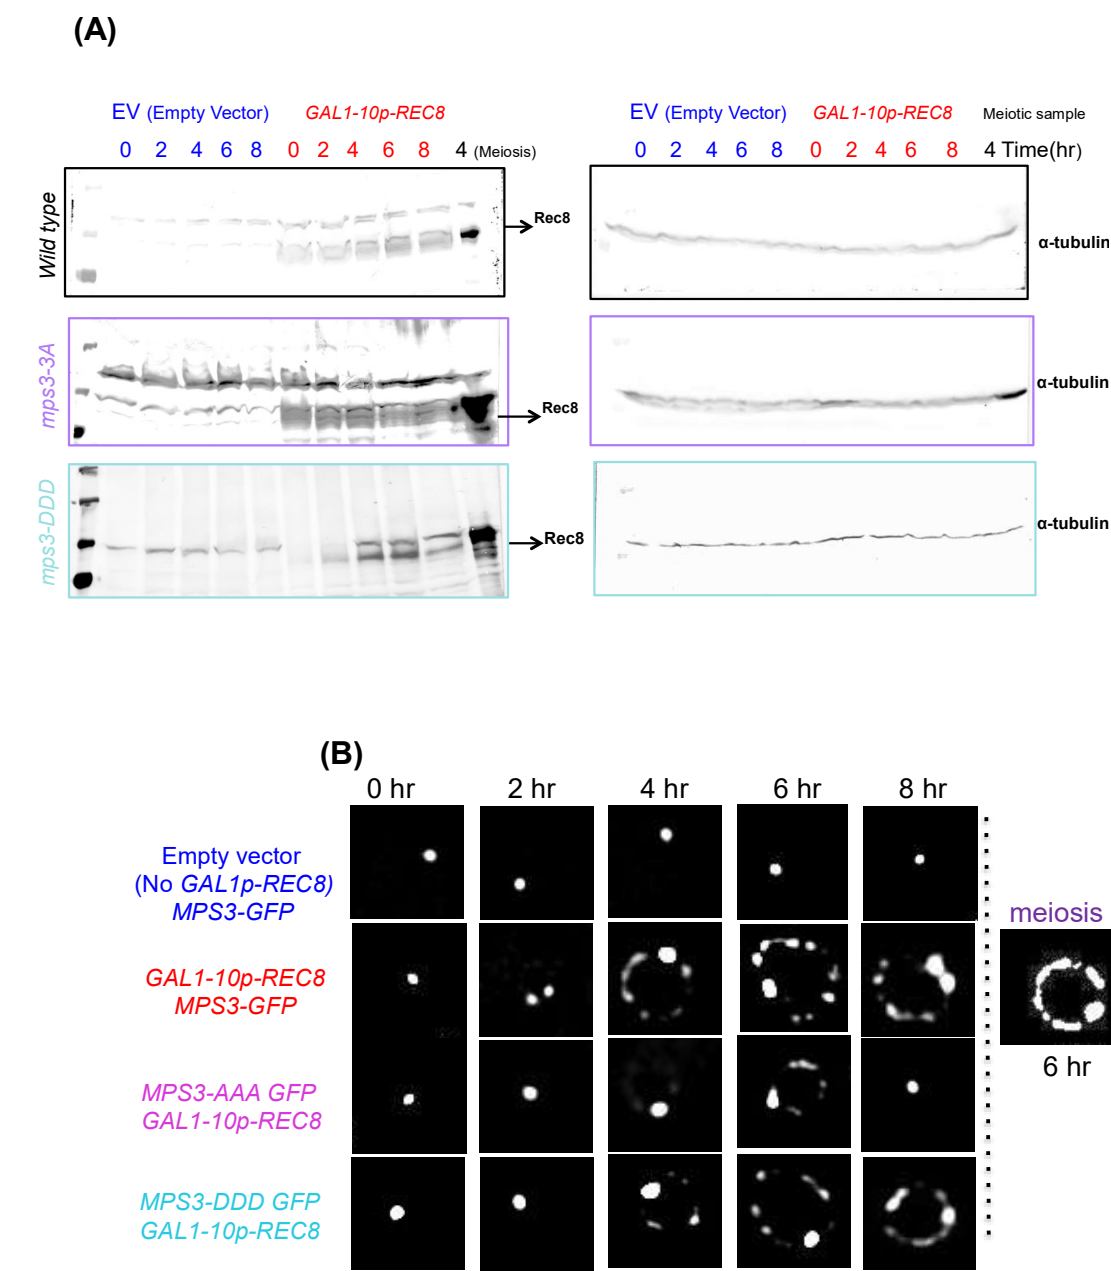 (A)
EV (Empty Vector) GAL1-10p-REC8
0 2 4 6 8 0 2 4 6 8 4 (Meiosis)
Wild type
Rec8
mps3-3A
Rec8
mps3-DDD
Rec8
EV (Empty Vector) GAL1-10p-REC8 Meiotic sample
0 2 4 6 8 0 2 4 6 8 4 Time(hr)
α-tubulin
α-tubulin
α-tubulin
(B)
0 hr 2 hr 4 hr 6 hr 8 hr
Empty vector
(No GAL1p-REC8)
MPS3-GFP
GAL1-10p-REC8
MPS3-GFP
MPS3-AAA GFP
GAL1-10p-REC8
MPS3-DDD GFP
GAL1-10p-REC8
meiosis
6 hr